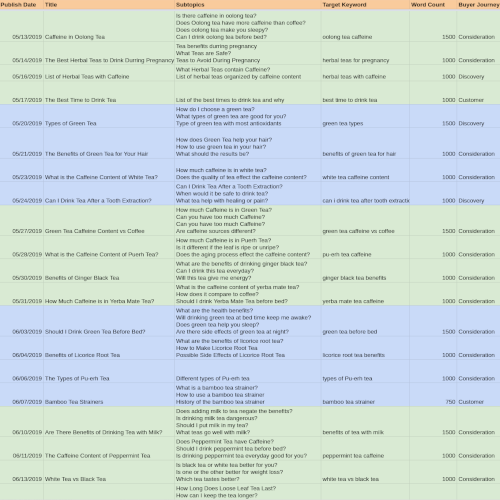 Publish Date Title Subtopics Target Keyword Word Count Buyer Journey
Is there caffeine in oolong tea?
Does Oolong tea have more caffeine than coffee?
Does oolong tea make you sleepy?
05/13/2019 Caffeine in Oolong Tea Can I drink oolong tea before bed? oolong tea caffeine 1500 Consideration
Tea benefits durring pregnancy
What Teas are Safe?
05/14/2019 The Best Herbal Teas to Drink During Pregnancy Teas to Avoid During Pregnancy herbal teas for pregnancy 1000 Consideration
What Herbal Teas contain Caffeine?
05/16/2019 List of Herbal Teas with Caffeine List of herbal teas organized by caffeine content herbal teas with caffeine 1000 Discovery
05/17/2019 The Best Time to Drink Tea List of the best times to drink tea and why best time to drink tea 1000 Customer
How do I choose a green tea?
What types of green tea are good for you?
05/20/2019 Types of Green Tea Type of green tea with most antioxidants green tea types 1500 Discovery
How does Green Tea help your hair?
How to use green tea in your hair?
05/21/2019 The Benefits of Green Tea for Your Hair What should the results be? benefits of green tea for hair 1000 Consideration
How much caffeine is in white tea?
05/23/2019 What is the Caffeine Content of White Tea? Does the quality of tea effect the caffeine content? white tea caffeine content 1000 Consideration
Can I Drink Tea After a Tooth Extraction?
When would it be safe to drink tea?
05/24/2019 Can I Drink Tea After a Tooth Extraction? What tea help with healing or pain? can i drink tea after tooth extractic 1000 Discovery
How much Caffeine is in Green Tea?
Can you have too much Caffeine?
Can you have too much Caffeine?
05/27/2019 Green Tea Caffeine Content vs Coffee Are caffeine sources different? green tea caffeine vs coffee 1500 Consideration
How much caffeine is in Puerh Tea?
Is it different if the leaf is ripe or unripe?
05/28/2019 What is the Caffeine Content of Puerh Tea? Does the aging process effect the caffeine content? pu-erh tea caffeine 1000 Consideration
What are the benefits of drinking ginger black tea?
Can I drink this tea everyday?
05/30/2019 Benefits of Ginger Black Tea Will this tea give me energy? ginger black tea benefits 1000 Consideration
What is the caffeine content of yerba mate tea?
How does it compare to coffee?
05/31/2019 How Much Caffeine is in Yerba Mate Tea? Should I drink Yerba Mate Tea before bed? yerba mate tea caffeine 1000 Consideration
What are the health benefits?
Will drinking green tea at bed time keep me awake?
Does green tea help you sleep?
06/03/2019 Should I Drink Green Tea Before Bed? Are there side effects of green tea at night? green tea before bed 1500 Consideration
What are the benefits of licorice root tea?
How to Make Licorice Root Tea
06/04/2019 Benefits of Licorice Root Tea Possible Side Effects of Licorice Root Tea licorice root tea benefits 1000 Consideration
06/06/2019 The Types of Pu-erh Tea Different types of Pu-erh tea types of Pu-erh tea 1000 Consideration
What is a bamboo tea strainer?
How to use a bamboo tea strainer
06/07/2019 Bamboo Tea Strainers History of the bamboo tea strainer bamboo tea strainer 750 Customer
Does adding milk to tea negate the benefits?
Is drinking milk tea dangerous?
Should I put milk in my tea?
06/10/2019 Are There Benefits of Drinking Tea with Milk? What teas go well with milk? benefits of tea with milk 1500 Consideration
Does Peppermint Tea have Caffeine?
Should I drink peppermint tea before bed?
06/11/2019 The Caffeine Content of Peppermint Tea Is drinking peppermint tea everyday good for you? peppermint tea caffeine 1000 Consideration
Is black tea or white tea better for you?
Is one or the other better for weight loss?
06/13/2019 White Tea vs Black Tea Which tea tastes better? white tea vs black tea 1000 Consideration
How Long Does Loose Leaf Tea Last?
How can I keep the tea longer?